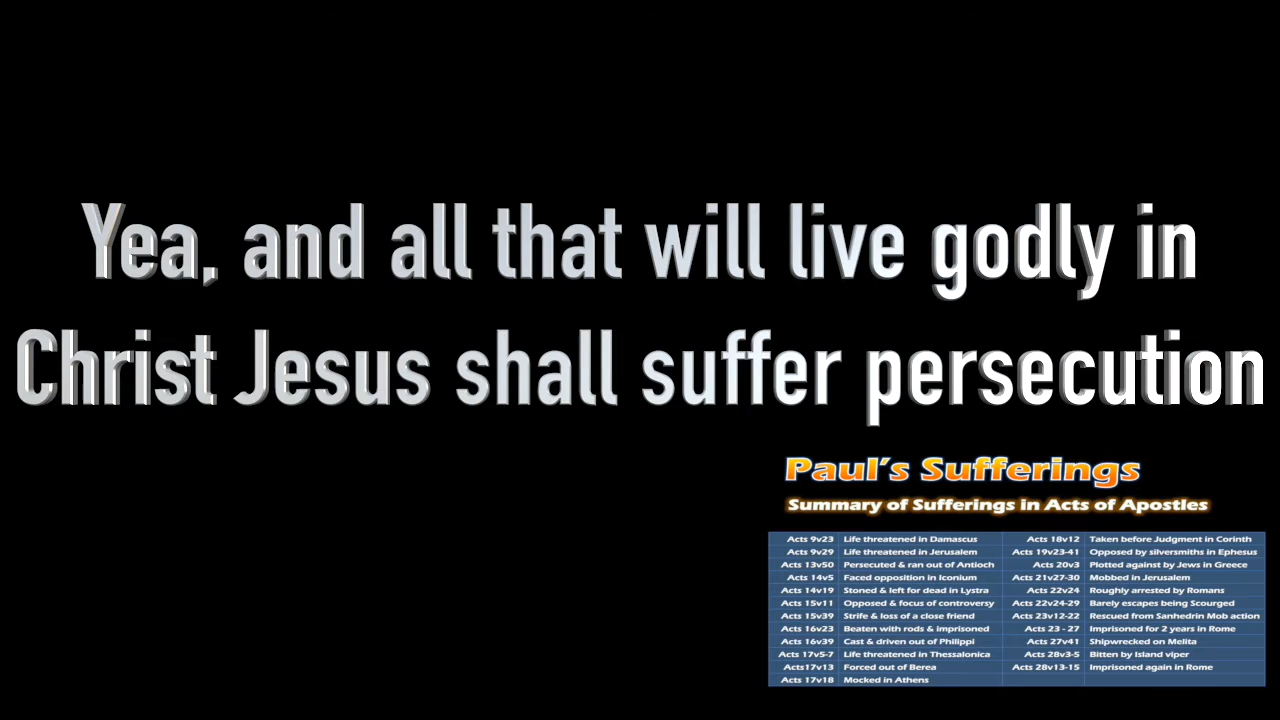 Yea, and all that will live godly in
Christ Jesus shall suffer persecution
Paul's Sufferings
Summary of Sufferings in Acts of Apostles
Acts 9v23 Life threatened in Damascus Acts 18v12 Taken before Judgment in Corinth
Acts 9v29 Life threatened in Jerusalem Acts 19v23-41 Opposed by silversmiths in Ephesus
Acts 13v50 Persecuted & ran out of Antioch Acts 20v3 Plotted against by Jews in Greece
Acts 14v5 Faced opposition in Iconium Acts 21v27-30 Mobbed in Jerusalem
Acts 14v19 Stoned & left for dead in Lystra Acts 22v24 Roughly arrested by Romans
Acts 15v11 Opposed & focus of controversy Acts 22v24-29 Barely escapes being Scourged
Acts 15v39 Strife & loss of a close friend Acts 23v12-22 Rescued from Sanhedrin Mob action
Acts 16v23 Beaten with rods & imprisoned Acts 23 - 27 Imprisoned for 2 years in Rome
Acts 16v39 Cast & driven out of Philippi Acts 27v41 Shipwrecked on Melita
Acts 17v5-7 Life threatened in Thessalonica Acts 28v3-5 Bitten by Island viper
Acts17v13 Forced out of Berea Acts 28v13-15 Imprisoned again in Rome
Acts 17v18 Mocked in Athens